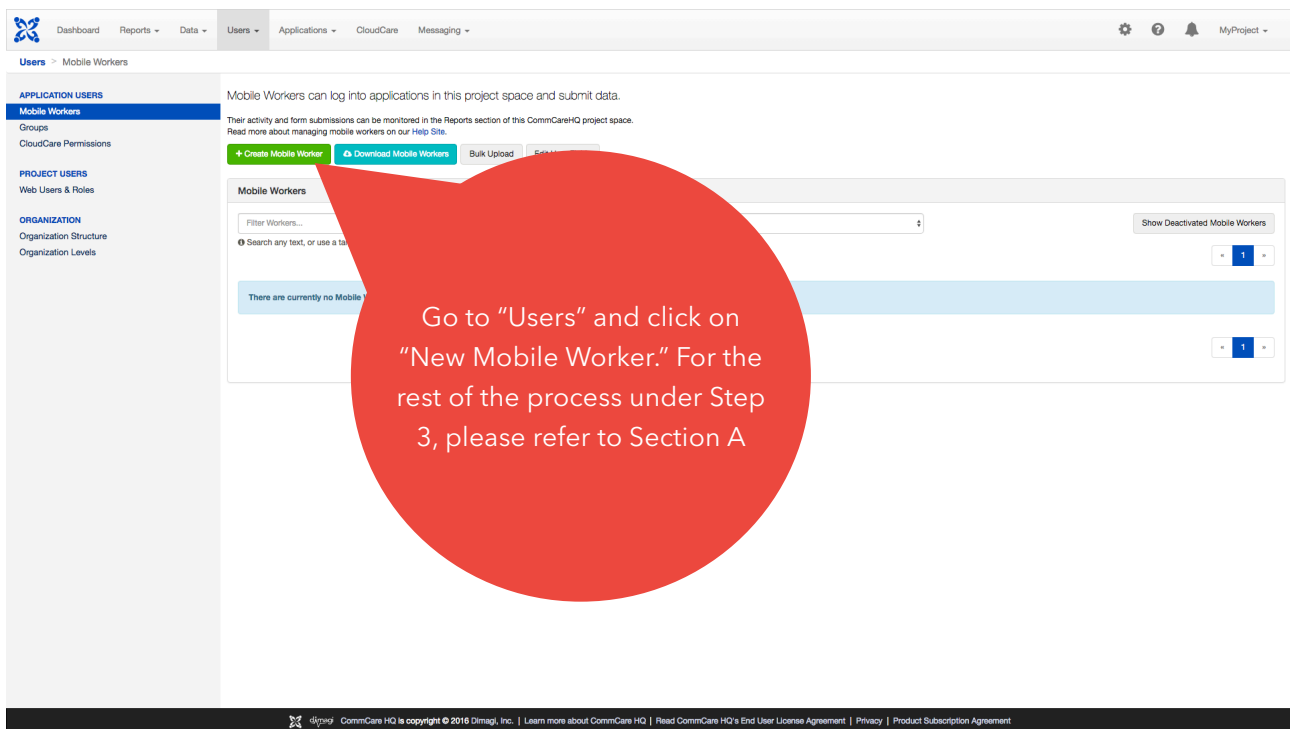 Dashboard Reports Data Users Applications CloudCare Messaging MyProject
Users > Mobile Workers
APPLICATION USERS
Mobile Workers
Groups
CloudCare Permissions
PROJECT USERS
Web Users & Roles
ORGANIZATION
Organization Structure
Organization Levels
Mobile Workers can log into applications in this project space and submit data.
Their activity and form submissions can be monitored in the Reports section of this CommCareHQ project space.
Read more about managing mobile workers on our Help Site.
+ Create Mobile Worker Download Mobile Workers Bulk Upload
Mobile Workers
Filter Workers... Show Deactivated Mobile Workers
Search any text, or use a
« 1 »
There are currently no Mobile
« 1 »
Go to “Users” and click on
“New Mobile Worker.” For the
rest of the process under Step
3, please refer to Section A
dimagi CommCare HQ is copyright © 2016 Dimagi, Inc. | Learn more about CommCare HQ | Read CommCare HQ's End User License Agreement | Privacy | Product Subscription Agreement